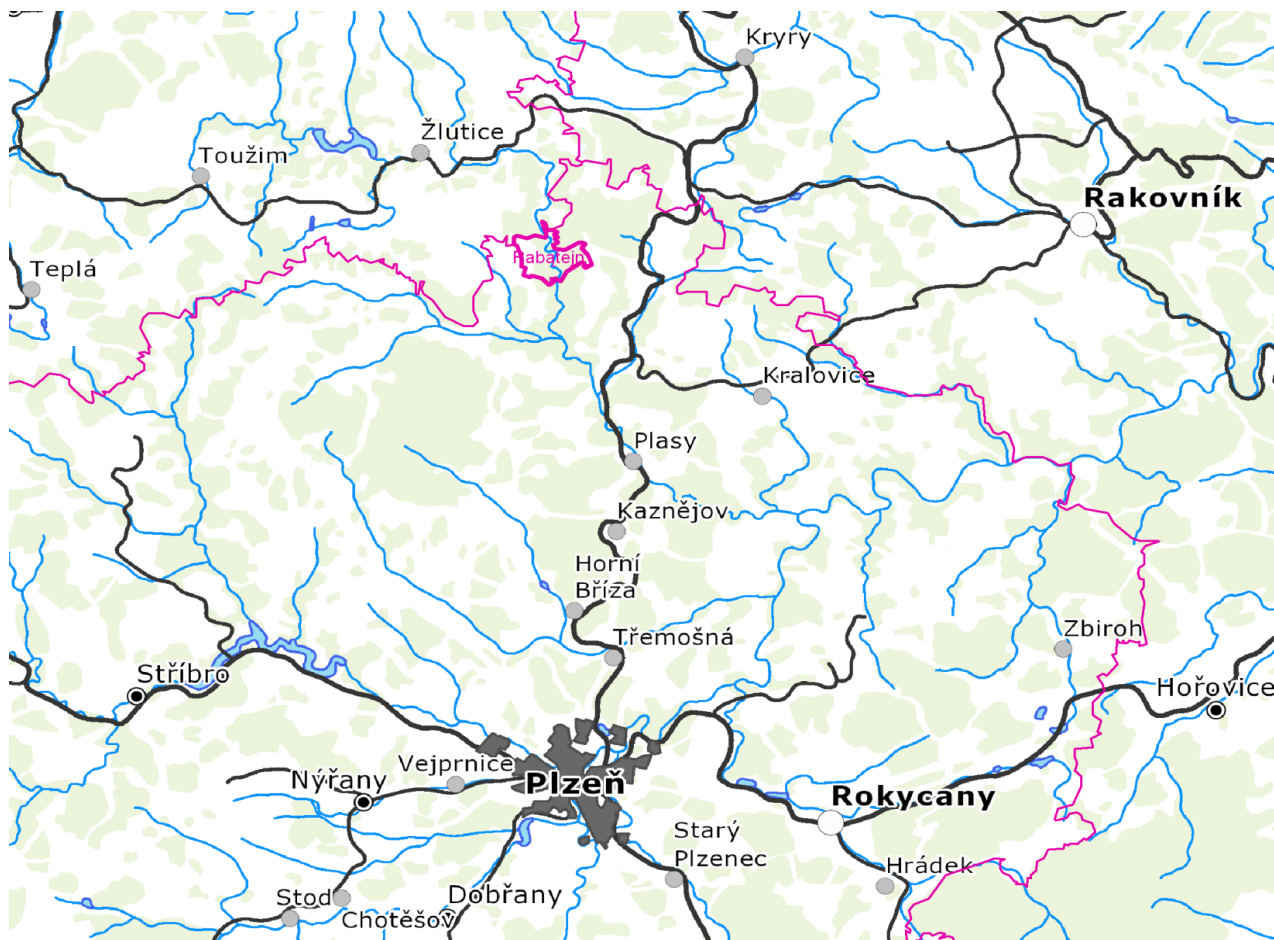 Kryry
Žlutice
Toužim
Rakovník
Rabštejn
Teplá
Kralovice
Plasy
Kaznějov
Horní
Bříza
Třemošná
Zbiroh
Stříbro
Hořovice
Vejprnice
Nýřany
Plzeň
Rokycany
Starý
Plzenec
Hrádek
Dobřany
Stod
Chotěšov